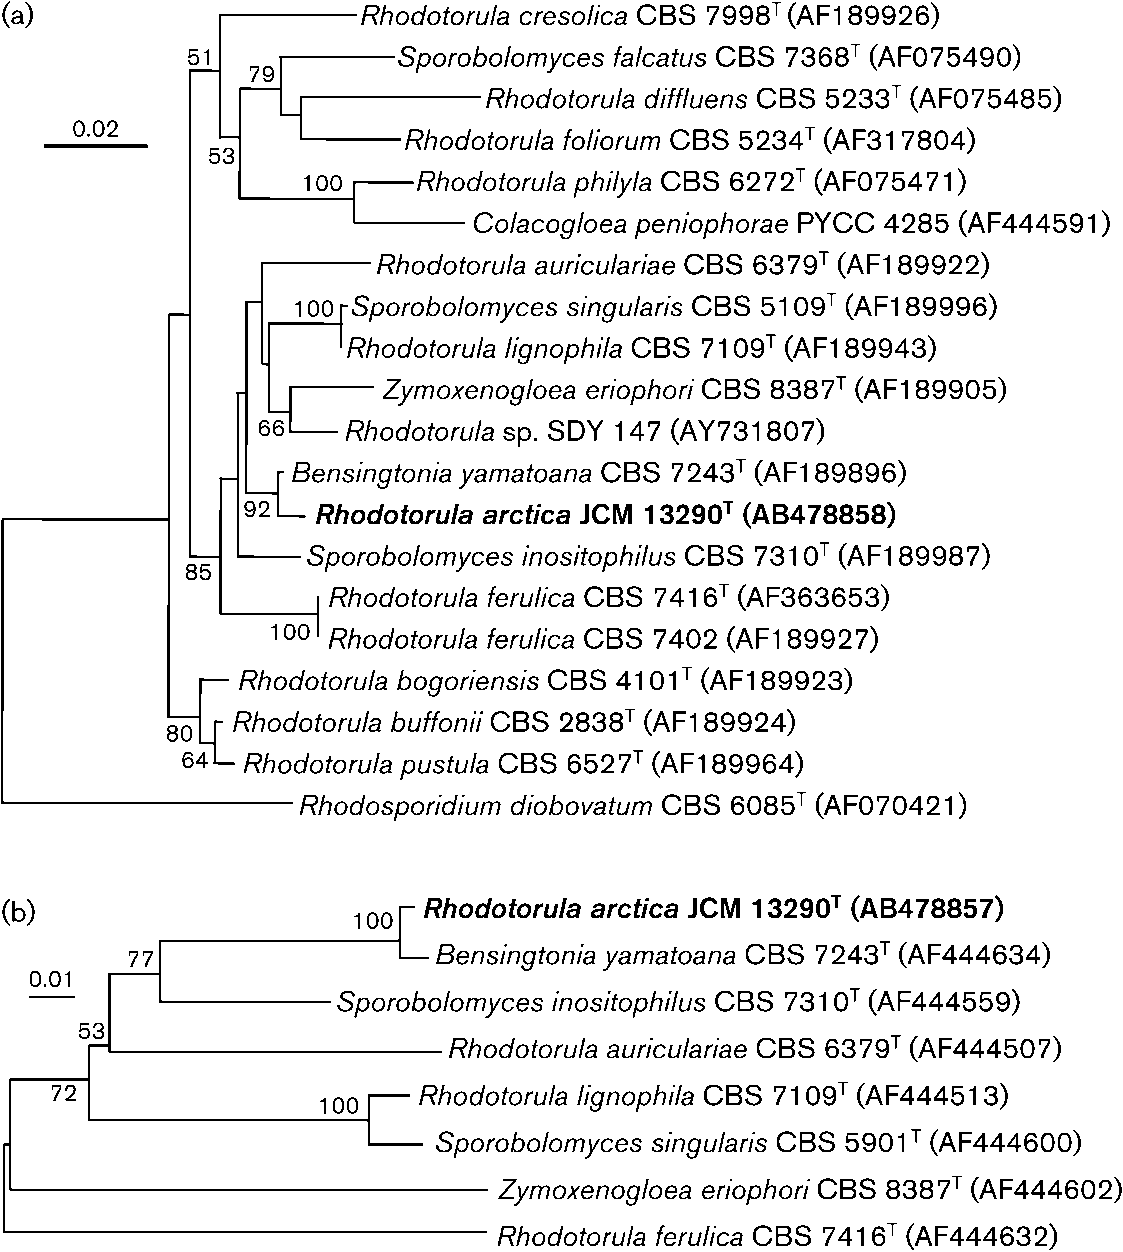 (a)
Rhodotorula cresolica CBS 7998ᵀ (AF189926)
51
Sporobolomyces falcatus CBS 7368ᵀ (AF075490)
79
Rhodotorula diffluens CBS 5233ᵀ (AF075485)
0.02
Rhodotorula foliorum CBS 5234ᵀ (AF317804)
53
Rhodotorula philyla CBS 6272ᵀ (AF075471)
100
Colacogloea peniophorae PYCC 4285 (AF444591)
Rhodotorula auriculariae CBS 6379ᵀ (AF189922)
100
Sporobolomyces singularis CBS 5109ᵀ (AF189996)
Rhodotorula lignophila CBS 7109ᵀ (AF189943)
Zymoxenogloea eriophori CBS 8387ᵀ (AF189905)
66
Rhodotorula sp. SDY 147 (AY731807)
Bensingtonia yamatoana CBS 7243ᵀ (AF189896)
92
Rhodotorula arctica JCM 13290ᵀ (AB478858)
Sporobolomyces inositophilus CBS 7310ᵀ (AF189987)
85
Rhodotorula ferulica CBS 7416ᵀ (AF363653)
100
Rhodotorula ferulica CBS 7402 (AF189927)
Rhodotorula bogoriensis CBS 4101ᵀ (AF189923)
Rhodotorula buffonii CBS 2838ᵀ (AF189924)
80
64
Rhodotorula pustula CBS 6527ᵀ (AF189964)
Rhodosporidium diobovatum CBS 6085ᵀ (AF070421)
(b)
Rhodotorula arctica JCM 13290ᵀ (AB478857)
100
Bensingtonia yamatoana CBS 7243ᵀ (AF444634)
77
0.01
Sporobolomyces inositophilus CBS 7310ᵀ (AF444559)
53
Rhodotorula auriculariae CBS 6379ᵀ (AF444507)
72
Rhodotorula lignophila CBS 7109ᵀ (AF444513)
100
Sporobolomyces singularis CBS 5901ᵀ (AF444600)
Zymoxenogloea eriophori CBS 8387ᵀ (AF444602)
Rhodotorula ferulica CBS 7416ᵀ (AF444632)